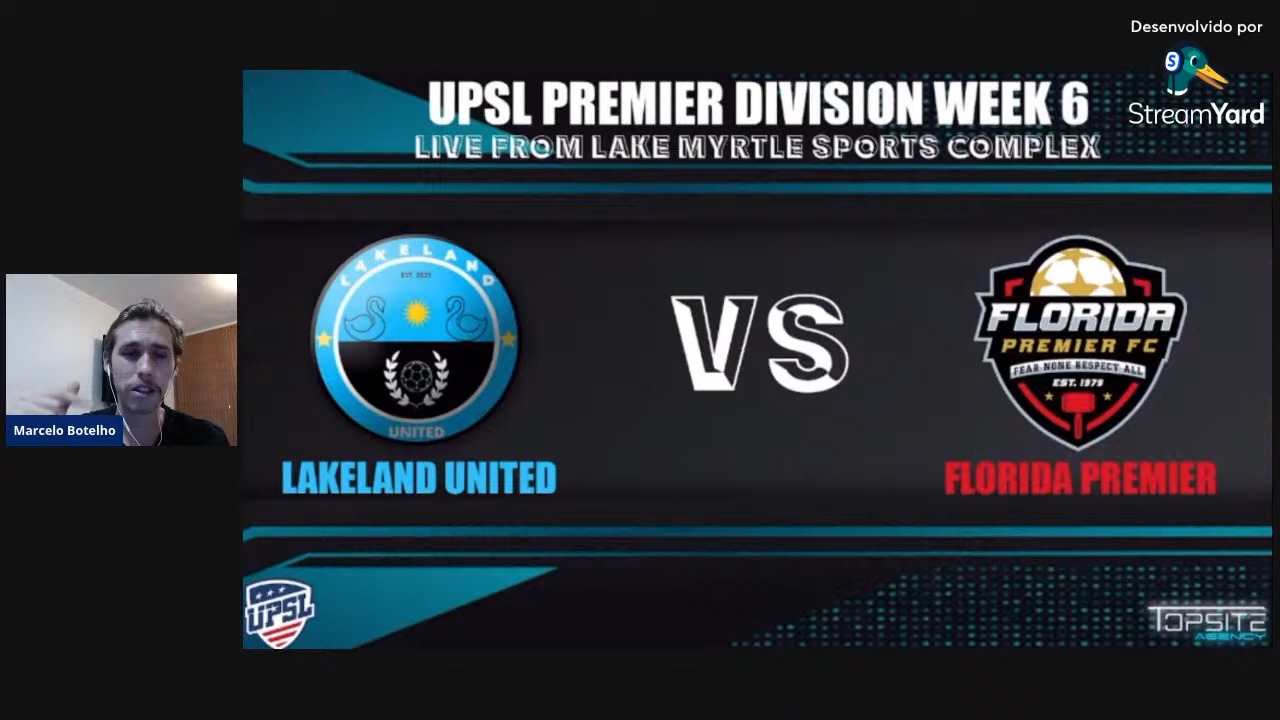 Desenvolvido por
StreamYard
UPSL PREMIER DIVISION WEEK 6
LIVE FROM LAKE MYRTLE SPORTS COMPLEX
LAKELAND
EST. 2021
UNITED
VS
FLORIDA
PREMIER FC
FEAR NONE RESPECT ALL
EST. 1979
Marcelo Botelho
LAKELAND UNITED
FLORIDA PREMIER
UPSL
TOPSITE
AGENCY